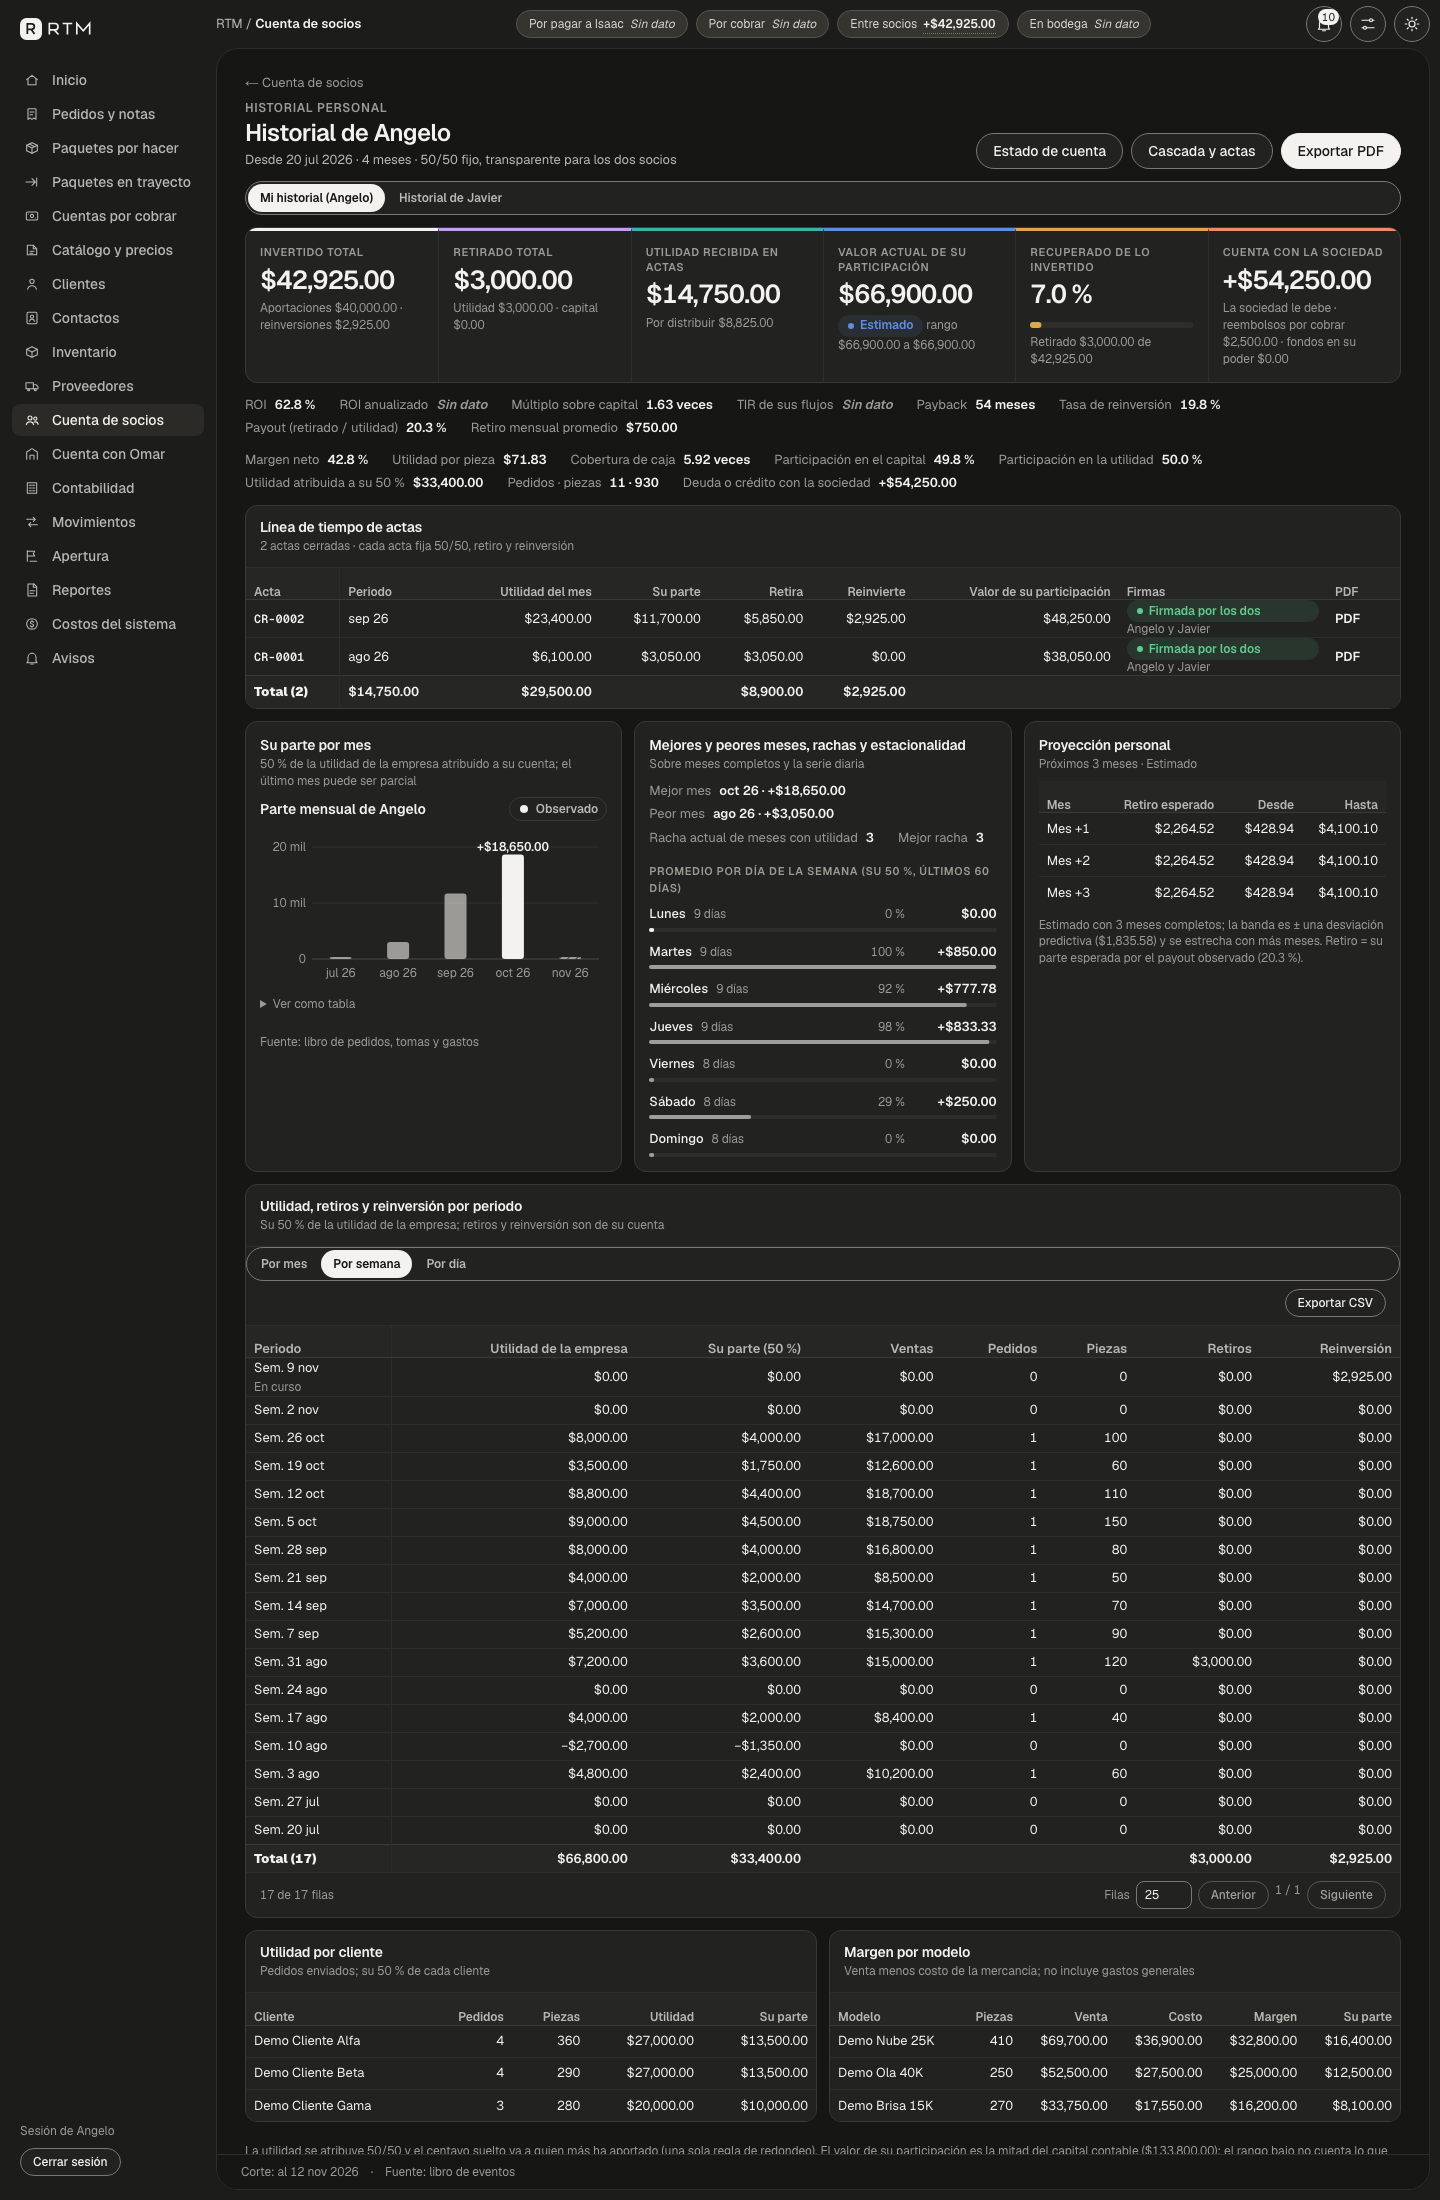 R RTM
RTM / Cuenta de socios
Por pagar a Isaac Sin dato
Por cobrar Sin dato
Entre socios +$42,925.00
En bodega Sin dato
10
Inicio
Pedidos y notas
Paquetes por hacer
Paquetes en trayecto
Cuentas por cobrar
Catálogo y precios
Clientes
Contactos
Inventario
Proveedores
Cuenta de socios
Cuenta con Omar
Contabilidad
Movimientos
Apertura
Reportes
Costos del sistema
Avisos
Sesión de Angelo
Cerrar sesión
← Cuenta de socios
HISTORIAL PERSONAL
Historial de Angelo
Desde 20 jul 2026 · 4 meses · 50/50 fijo, transparente para los dos socios
Estado de cuenta
Cascada y actas
Exportar PDF
Mi historial (Angelo) Historial de Javier
INVERTIDO TOTAL
$42,925.00
Aportaciones $40,000.00 ·
reinversiones $2,925.00
RETIRADO TOTAL
$3,000.00
Utilidad $3,000.00 · capital
$0.00
UTILIDAD RECIBIDA EN
ACTAS
$14,750.00
Por distribuir $8,825.00
VALOR ACTUAL DE SU
PARTICIPACIÓN
$66,900.00
Estimado rango
$66,900.00 a $66,900.00
RECUPERADO DE LO
INVERTIDO
7.0 %
Retirado $3,000.00 de
$42,925.00
CUENTA CON LA SOCIEDAD
+$54,250.00
La sociedad le debe ·
reembolsos por cobrar
$2,500.00 · fondos en su
poder $0.00
ROI 62.8 % ROI anualizado Sin dato Múltiplo sobre capital 1.63 veces TIR de sus flujos Sin dato Payback 54 meses Tasa de reinversión 19.8 %
Payout (retirado / utilidad) 20.3 % Retiro mensual promedio $750.00
Margen neto 42.8 % Utilidad por pieza $71.83 Cobertura de caja 5.92 veces Participación en el capital 49.8 % Participación en la utilidad 50.0 %
Utilidad atribuida a su 50 % $33,400.00 Pedidos · piezas 11 · 930 Deuda o crédito con la sociedad +$54,250.00
Línea de tiempo de actas
2 actas cerradas · cada acta fija 50/50, retiro y reinversión
Acta Periodo Utilidad del mes Su parte Retira Reinvierte Valor de su participación Firmas PDF
CR-0002 sep 26 $23,400.00 $11,700.00 $5,850.00 $2,925.00 $48,250.00 Firmada por los dos PDF
Angelo y Javier
CR-0001 ago 26 $6,100.00 $3,050.00 $3,050.00 $0.00 $38,050.00 Firmada por los dos PDF
Angelo y Javier
Total (2) $14,750.00 $29,500.00 $8,900.00 $2,925.00
Su parte por mes
50 % de la utilidad de la empresa atribuido a su cuenta; el
último mes puede ser parcial
Parte mensual de Angelo
Observado
20 mil
+$18,650.00
10 mil
0
jul 26 ago 26 sep 26 oct 26 nov 26
▶ Ver como tabla
Fuente: libro de pedidos, tomas y gastos
Mejores y peores meses, rachas y estacionalidad
Sobre meses completos y la serie diaria
Mejor mes oct 26 · +$18,650.00
Peor mes ago 26 · +$3,050.00
Racha actual de meses con utilidad 3 Mejor racha 3
PROMEDIO POR DÍA DE LA SEMANA (SU 50 %, ÚLTIMOS 60
DÍAS)
Lunes 9 días 0 % $0.00
Martes 9 días 100 % +$850.00
Miércoles 9 días 92 % +$777.78
Jueves 9 días 98 % +$833.33
Viernes 8 días 0 % $0.00
Sábado 8 días 29 % +$250.00
Domingo 8 días 0 % $0.00
Proyección personal
Próximos 3 meses · Estimado
Mes Retiro esperado Desde Hasta
Mes +1 $2,264.52 $428.94 $4,100.10
Mes +2 $2,264.52 $428.94 $4,100.10
Mes +3 $2,264.52 $428.94 $4,100.10
Estimado con 3 meses completos; la banda es ± una desviación
predictiva ($1,835.58) y se estrecha con más meses. Retiro = su
parte esperada por el payout observado (20.3 %).
Utilidad, retiros y reinversión por periodo
Su 50 % de la utilidad de la empresa; retiros y reinversión son de su cuenta
Por mes Por semana Por día
Exportar CSV
Periodo Utilidad de la empresa Su parte (50 %) Ventas Pedidos Piezas Retiros Reinversión
Sem. 9 nov $0.00 $0.00 $0.00 0 0 $0.00 $2,925.00
En curso
Sem. 2 nov $0.00 $0.00 $0.00 0 0 $0.00 $0.00
Sem. 26 oct $8,000.00 $4,000.00 $17,000.00 1 100 $0.00 $0.00
Sem. 19 oct $3,500.00 $1,750.00 $12,600.00 1 60 $0.00 $0.00
Sem. 12 oct $8,800.00 $4,400.00 $18,700.00 1 110 $0.00 $0.00
Sem. 5 oct $9,000.00 $4,500.00 $18,750.00 1 150 $0.00 $0.00
Sem. 28 sep $8,000.00 $4,000.00 $16,800.00 1 80 $0.00 $0.00
Sem. 21 sep $4,000.00 $2,000.00 $8,500.00 1 50 $0.00 $0.00
Sem. 14 sep $7,000.00 $3,500.00 $14,700.00 1 70 $0.00 $0.00
Sem. 7 sep $5,200.00 $2,600.00 $15,300.00 1 90 $0.00 $0.00
Sem. 31 ago $7,200.00 $3,600.00 $15,000.00 1 120 $3,000.00 $0.00
Sem. 24 ago $0.00 $0.00 $0.00 0 0 $0.00 $0.00
Sem. 17 ago $4,000.00 $2,000.00 $8,400.00 1 40 $0.00 $0.00
Sem. 10 ago −$2,700.00 −$1,350.00 $0.00 0 0 $0.00 $0.00
Sem. 3 ago $4,800.00 $2,400.00 $10,200.00 1 60 $0.00 $0.00
Sem. 27 jul $0.00 $0.00 $0.00 0 0 $0.00 $0.00
Sem. 20 jul $0.00 $0.00 $0.00 0 0 $0.00 $0.00
Total (17) $66,800.00 $33,400.00 $3,000.00 $2,925.00
17 de 17 filas
Filas 25 Anterior 1 / 1 Siguiente
Utilidad por cliente
Pedidos enviados; su 50 % de cada cliente
Cliente Pedidos Piezas Utilidad Su parte
Demo Cliente Alfa 4 360 $27,000.00 $13,500.00
Demo Cliente Beta 4 290 $27,000.00 $13,500.00
Demo Cliente Gama 3 280 $20,000.00 $10,000.00
Margen por modelo
Venta menos costo de la mercancía; no incluye gastos generales
Modelo Piezas Venta Costo Margen Su parte
Demo Nube 25K 410 $69,700.00 $36,900.00 $32,800.00 $16,400.00
Demo Ola 40K 250 $52,500.00 $27,500.00 $25,000.00 $12,500.00
Demo Brisa 15K 270 $33,750.00 $17,550.00 $16,200.00 $8,100.00
La utilidad se atribuye 50/50 y el centavo suelto va a quien más ha aportado (una sola regla de redondeo). El valor de su participación es la mitad del capital contable ($133,800.00); el rango bajo no cuenta lo que
Corte: al 12 nov 2026 · Fuente: libro de eventos